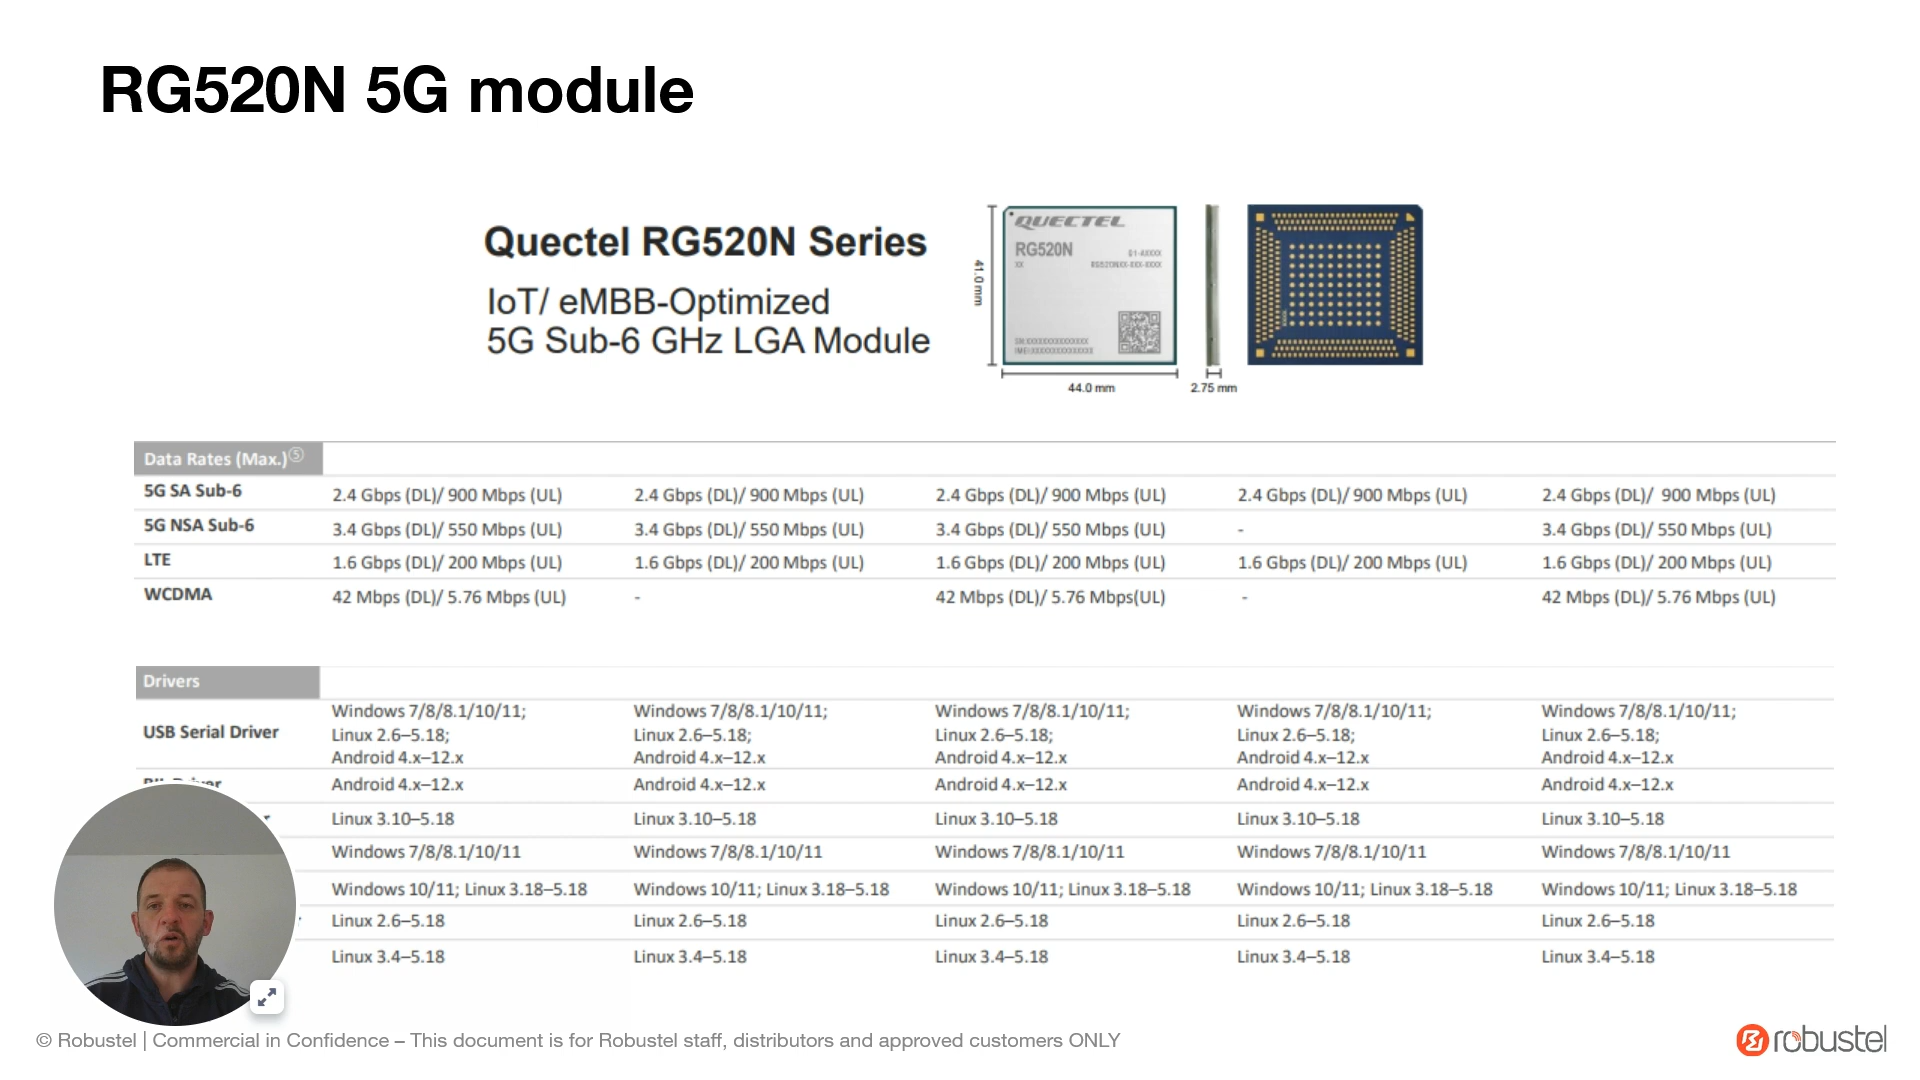 RG520N 5G module
Quectel RG520N Series
IoT/ eMBB-Optimized
5G Sub-6 GHz LGA Module
QUECTEL
RG520N
41.0 mm
44.0 mm
2.75 mm
Data Rates (Max.)⑤
5G SA Sub-6 2.4 Gbps (DL)/ 900 Mbps (UL) 2.4 Gbps (DL)/ 900 Mbps (UL) 2.4 Gbps (DL)/ 900 Mbps (UL) 2.4 Gbps (DL)/ 900 Mbps (UL) 2.4 Gbps (DL)/ 900 Mbps (UL)
5G NSA Sub-6 3.4 Gbps (DL)/ 550 Mbps (UL) 3.4 Gbps (DL)/ 550 Mbps (UL) 3.4 Gbps (DL)/ 550 Mbps (UL) - 3.4 Gbps (DL)/ 550 Mbps (UL)
LTE 1.6 Gbps (DL)/ 200 Mbps (UL) 1.6 Gbps (DL)/ 200 Mbps (UL) 1.6 Gbps (DL)/ 200 Mbps (UL) 1.6 Gbps (DL)/ 200 Mbps (UL) 1.6 Gbps (DL)/ 200 Mbps (UL)
WCDMA 42 Mbps (DL)/ 5.76 Mbps (UL) - 42 Mbps (DL)/ 5.76 Mbps(UL) - 42 Mbps (DL)/ 5.76 Mbps (UL)
Drivers
Windows 7/8/8.1/10/11; Windows 7/8/8.1/10/11; Windows 7/8/8.1/10/11; Windows 7/8/8.1/10/11; Windows 7/8/8.1/10/11;
USB Serial Driver Linux 2.6–5.18; Linux 2.6–5.18; Linux 2.6–5.18; Linux 2.6–5.18; Linux 2.6–5.18;
Android 4.x–12.x Android 4.x–12.x Android 4.x–12.x Android 4.x–12.x Android 4.x–12.x
Android 4.x–12.x Android 4.x–12.x Android 4.x–12.x Android 4.x–12.x Android 4.x–12.x
Linux 3.10–5.18 Linux 3.10–5.18 Linux 3.10–5.18 Linux 3.10–5.18 Linux 3.10–5.18
Windows 7/8/8.1/10/11 Windows 7/8/8.1/10/11 Windows 7/8/8.1/10/11 Windows 7/8/8.1/10/11 Windows 7/8/8.1/10/11
Windows 10/11; Linux 3.18–5.18 Windows 10/11; Linux 3.18–5.18 Windows 10/11; Linux 3.18–5.18 Windows 10/11; Linux 3.18–5.18 Windows 10/11; Linux 3.18–5.18
Linux 2.6–5.18 Linux 2.6–5.18 Linux 2.6–5.18 Linux 2.6–5.18 Linux 2.6–5.18
Linux 3.4–5.18 Linux 3.4–5.18 Linux 3.4–5.18 Linux 3.4–5.18 Linux 3.4–5.18
© Robustel | Commercial in Confidence – This document is for Robustel staff, distributors and approved customers ONLY
robustel